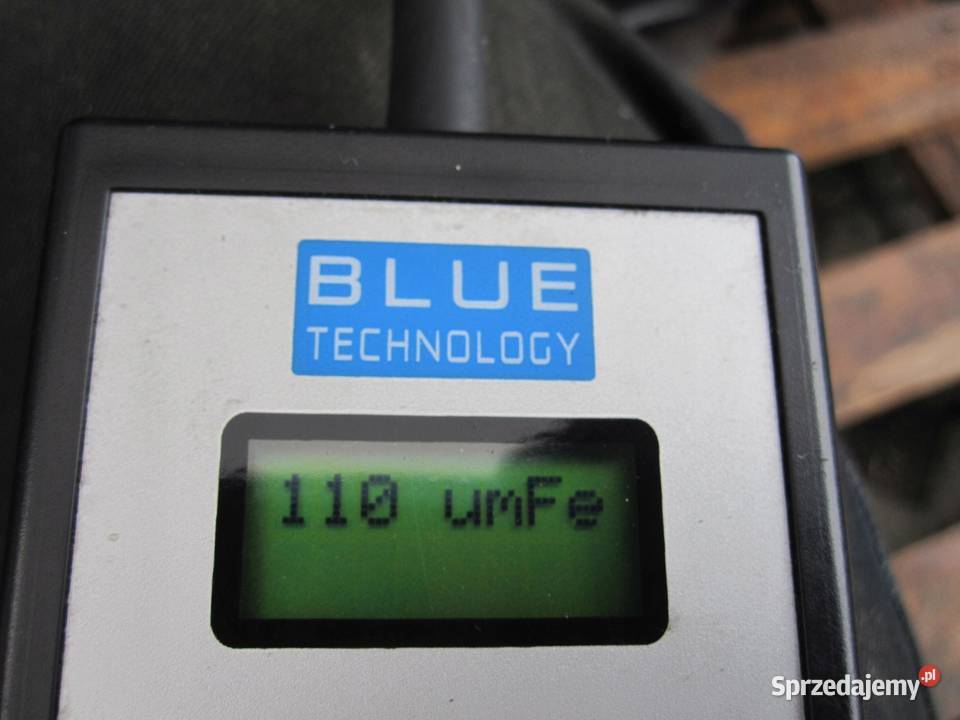 BLUE
TECHNOLOGY
110 umFe
Sprzedajemy.pl